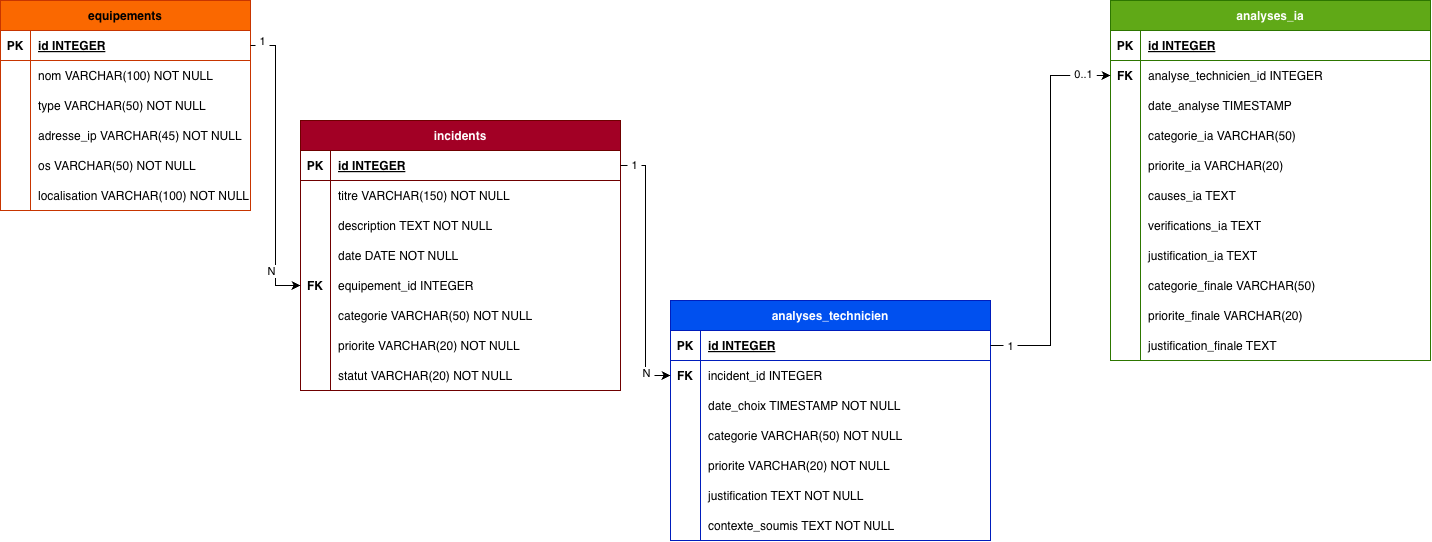 equipements
PK id INTEGER
nom VARCHAR(100) NOT NULL
type VARCHAR(50) NOT NULL
adresse_ip VARCHAR(45) NOT NULL
os VARCHAR(50) NOT NULL
localisation VARCHAR(100) NOT NULL
1
N
incidents
PK id INTEGER
titre VARCHAR(150) NOT NULL
description TEXT NOT NULL
date DATE NOT NULL
FK equipement_id INTEGER
categorie VARCHAR(50) NOT NULL
priorite VARCHAR(20) NOT NULL
statut VARCHAR(20) NOT NULL
1
N
analyses_technicien
PK id INTEGER
FK incident_id INTEGER
date_choix TIMESTAMP NOT NULL
categorie VARCHAR(50) NOT NULL
priorite VARCHAR(20) NOT NULL
justification TEXT NOT NULL
contexte_soumis TEXT NOT NULL
1
0..1
analyses_ia
PK id INTEGER
FK analyse_technicien_id INTEGER
date_analyse TIMESTAMP
categorie_ia VARCHAR(50)
priorite_ia VARCHAR(20)
causes_ia TEXT
verifications_ia TEXT
justification_ia TEXT
categorie_finale VARCHAR(50)
priorite_finale VARCHAR(20)
justification_finale TEXT